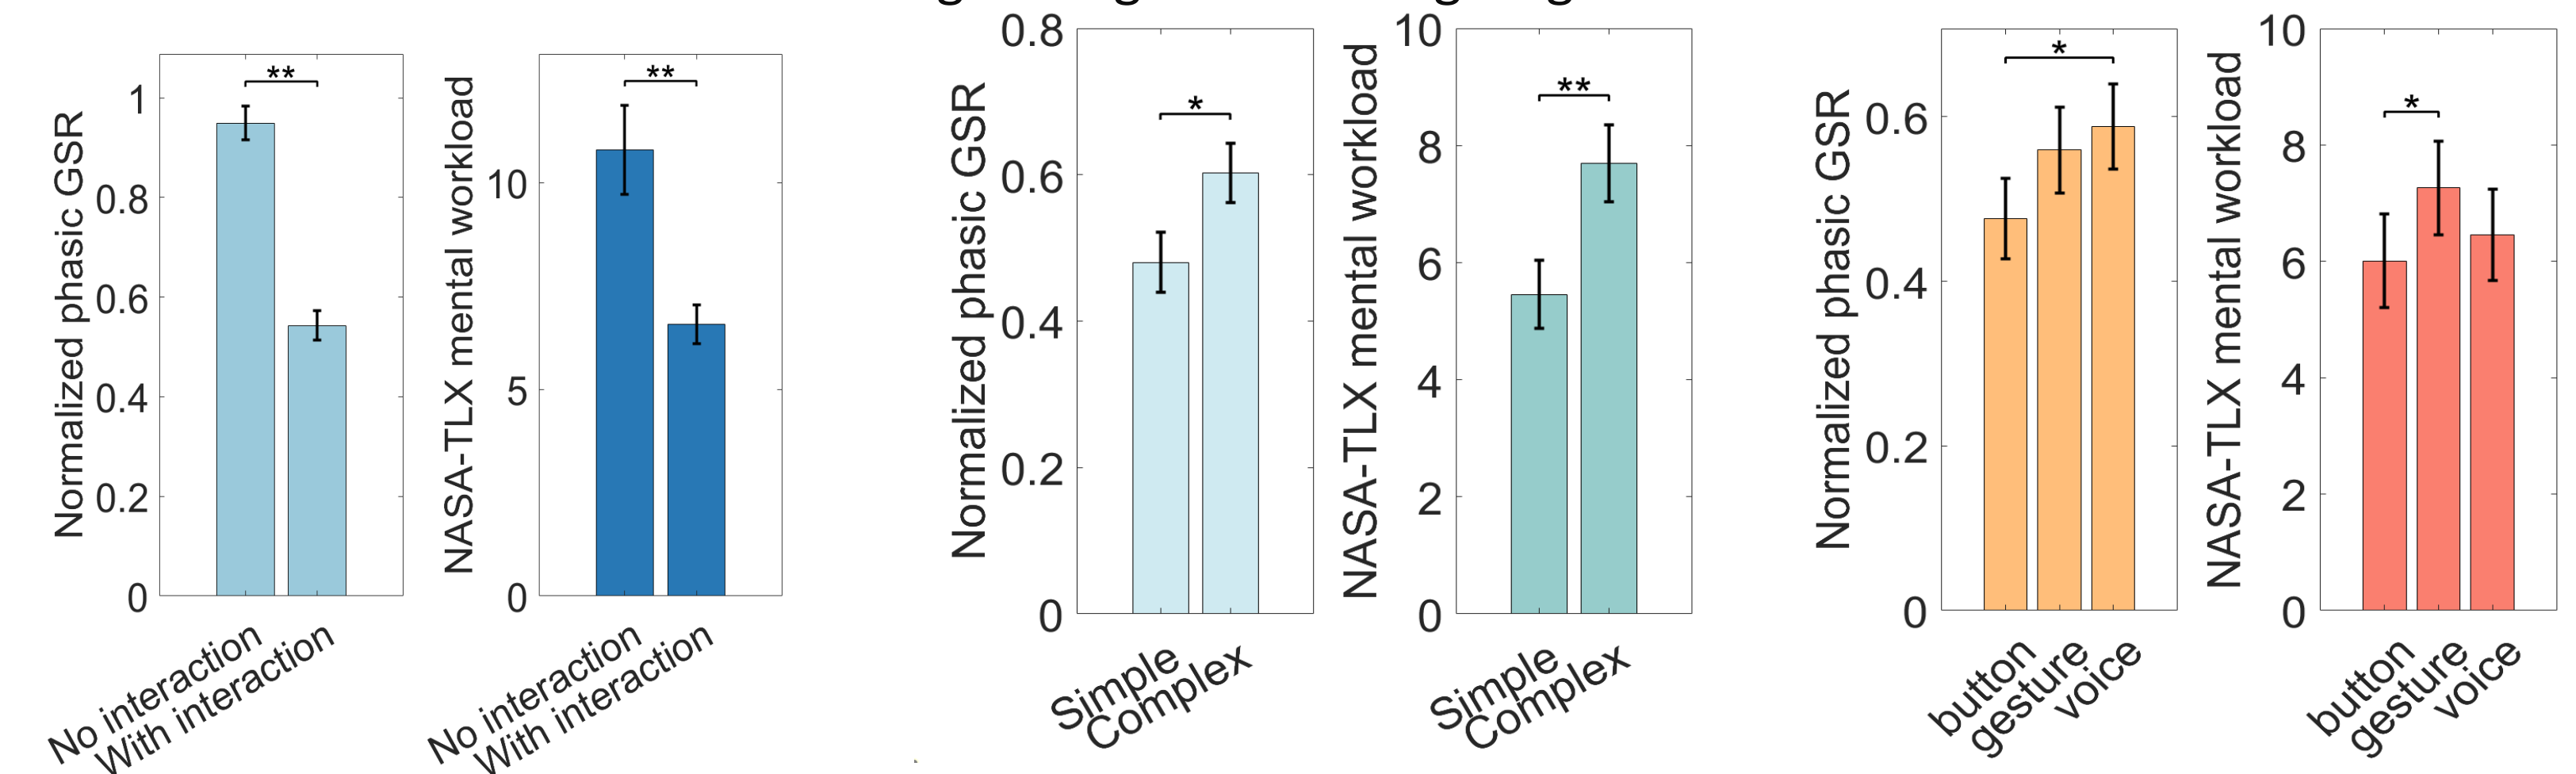 Normalized phasic GSR
1
0.8
0.6
0.4
0.2
0
**
No interaction
With interaction
NASA-TLX mental workload
10
5
0
**
No interaction
With interaction
Normalized phasic GSR
0.8
0.6
0.4
0.2
0
*
Simple
Complex
NASA-TLX mental workload
10
8
6
4
2
0
**
Simple
Complex
Normalized phasic GSR
0.6
0.4
0.2
0
*
button
gesture
voice
NASA-TLX mental workload
10
8
6
4
2
0
*
button
gesture
voice